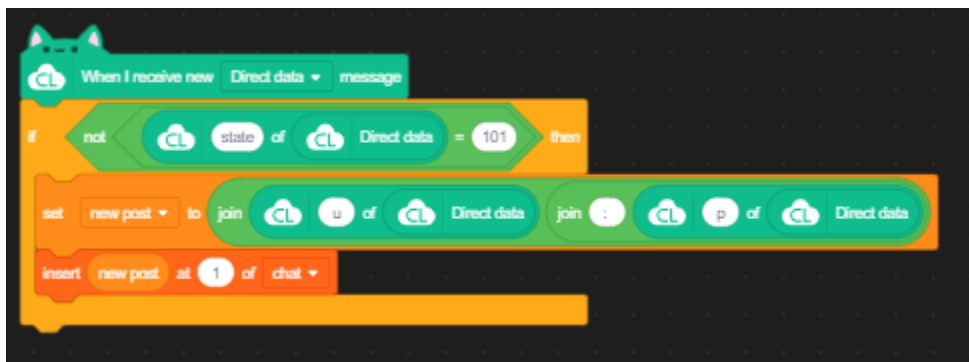 CL When I receive new Direct data message
if not CL state of CL Direct data = 101 then
set new post to join CL u of CL Direct data join : CL p of CL Direct data
insert new post at 1 of chat